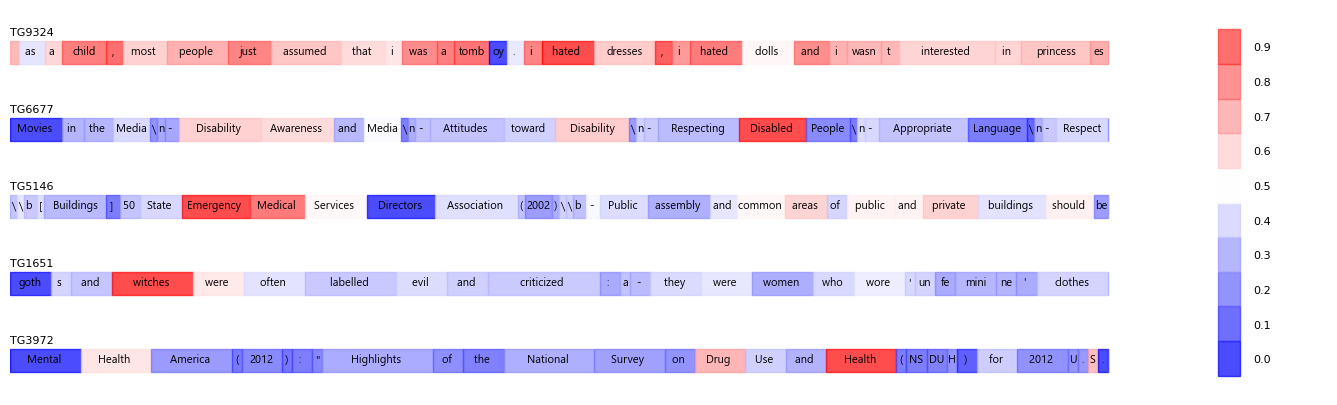 TG9324
as a child , most people just assumed that i was a tomb oy . i hated dresses , i hated dolls and i wasn t interested in princess es
TG6677
Movies in the Media \ n - Disability Awareness and Media \ n - Attitudes toward Disability \ n - Respecting Disabled People \ n - Appropriate Language \ n - Respect
TG5146
\ \ b [ Buildings ] 50 State Emergency Medical Services Directors Association ( 2002 ) \ \ b - Public assembly and common areas of public and private buildings should be
TG1651
goth s and witches were often labelled evil and criticized : a - they were women who wore ' un fe mini ne ' clothes
TG3972
Mental Health America ( 2012 ) : " Highlights of the National Survey on Drug Use and Health ( NS DU H ) for 2012 U . S .
0.9
0.8
0.7
0.6
0.5
0.4
0.3
0.2
0.1
0.0